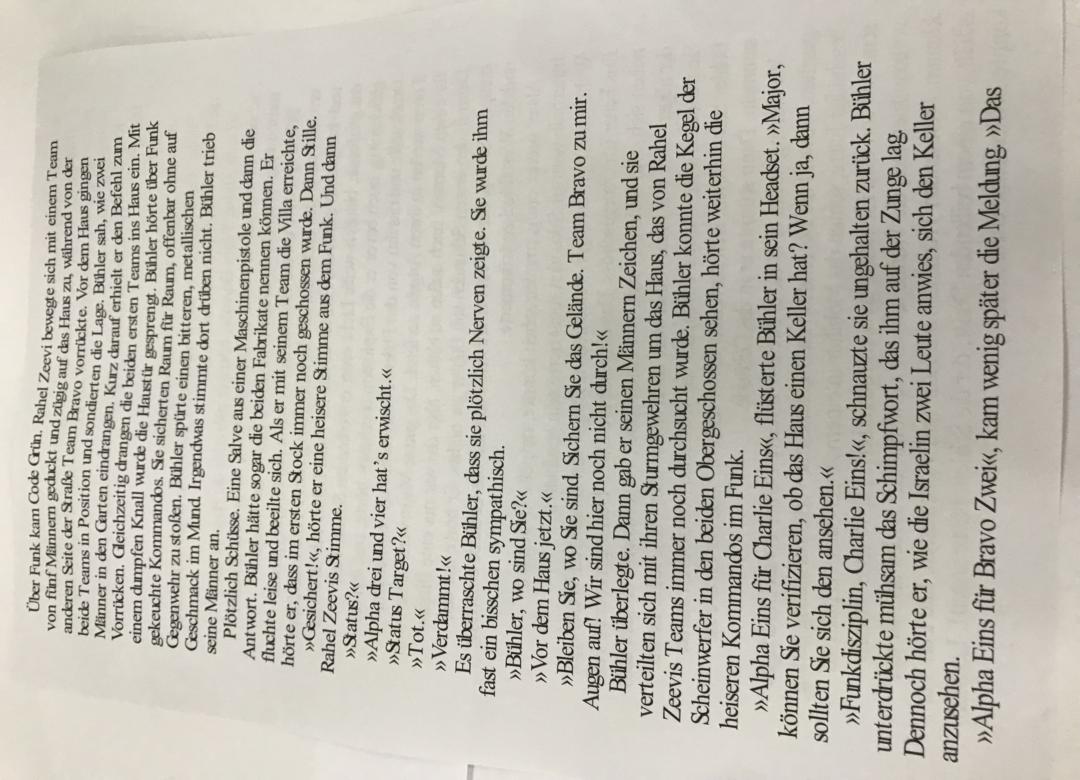 Über Funk kam Code Grün. Rahel Zeevi bewegte sich mit einem Team
von fünf Männern geduckt und zügig auf das Haus zu, während von der
anderen Seite der Straße Team Bravo vorrückte. Vor dem Haus gingen
beide Teams in Position und sondierten die Lage. Bühler sah, wie zwei
Männer in den Garten eindrangen. Kurz darauf erhielt er den Befehl zum
Vorrücken. Gleichzeitig drangen die beiden ersten Teams ins Haus ein. Mit
einem dumpfen Knall wurde die Haustür gesprengt. Bühler hörte über Funk
gekeuchte Kommandos. Sie sicherten Raum für Raum, offenbar ohne auf
Gegenwehr zu stoßen. Bühler spürte einen bitteren, metallischen
Geschmack im Mund. Irgendwas stimmte dort drüben nicht. Bühler trieb
seine Männer an.
Plötzlich Schüsse. Eine Salve aus einer Maschinenpistole und dann die
Antwort. Bühler hätte sogar die beiden Fabrikate nennen können. Er
fluchte leise und beeilte sich. Als er mit seinem Team die Villa erreichte,
hörte er, dass im ersten Stock immer noch geschossen wurde. Dann Stille.
»Gesichert!«, hörte er eine heisere Stimme aus dem Funk. Und dann
Rahel Zeevis Stimme.
»Status?«
»Alpha drei und vier hat's erwischt.«
»Status Target?«
»Tot.«
»Verdammt!«
Es überraschte Bühler, dass sie plötzlich Nerven zeigte. Sie wurde ihm
fast ein bisschen sympathisch.
»Bühler, wo sind Sie?«
»Vor dem Haus jetzt.«
»Bleiben Sie, wo Sie sind. Sichern Sie das Gelände. Team Bravo zu mir.
Augen auf! Wir sind hier noch nicht durch!«
Bühler überlegte. Dann gab er seinen Männern Zeichen, und sie
verteilten sich mit ihren Sturmgewehren um das Haus, das von Rahel
Zeevis Teams immer noch durchsucht wurde. Bühler konnte die Kegel der
Scheinwerfer in den beiden Obergeschossen sehen, hörte weiterhin die
heiseren Kommandos im Funk.
»Alpha Eins für Charlie Eins«, flüsterte Bühler in sein Headset. »Major,
können Sie verifizieren, ob das Haus einen Keller hat? Wenn ja, dann
sollten Sie sich den ansehen.«
»Funkdisziplin, Charlie Eins!«, schnauzte sie ungehalten zurück. Bühler
unterdrückte mühsam das Schimpfwort, das ihm auf der Zunge lag.
Dennoch hörte er, wie die Israelin zwei Leute anwies, sich den Keller
anzusehen.
»Alpha Eins für Bravo Zwei«, kam wenig später die Meldung. »Das